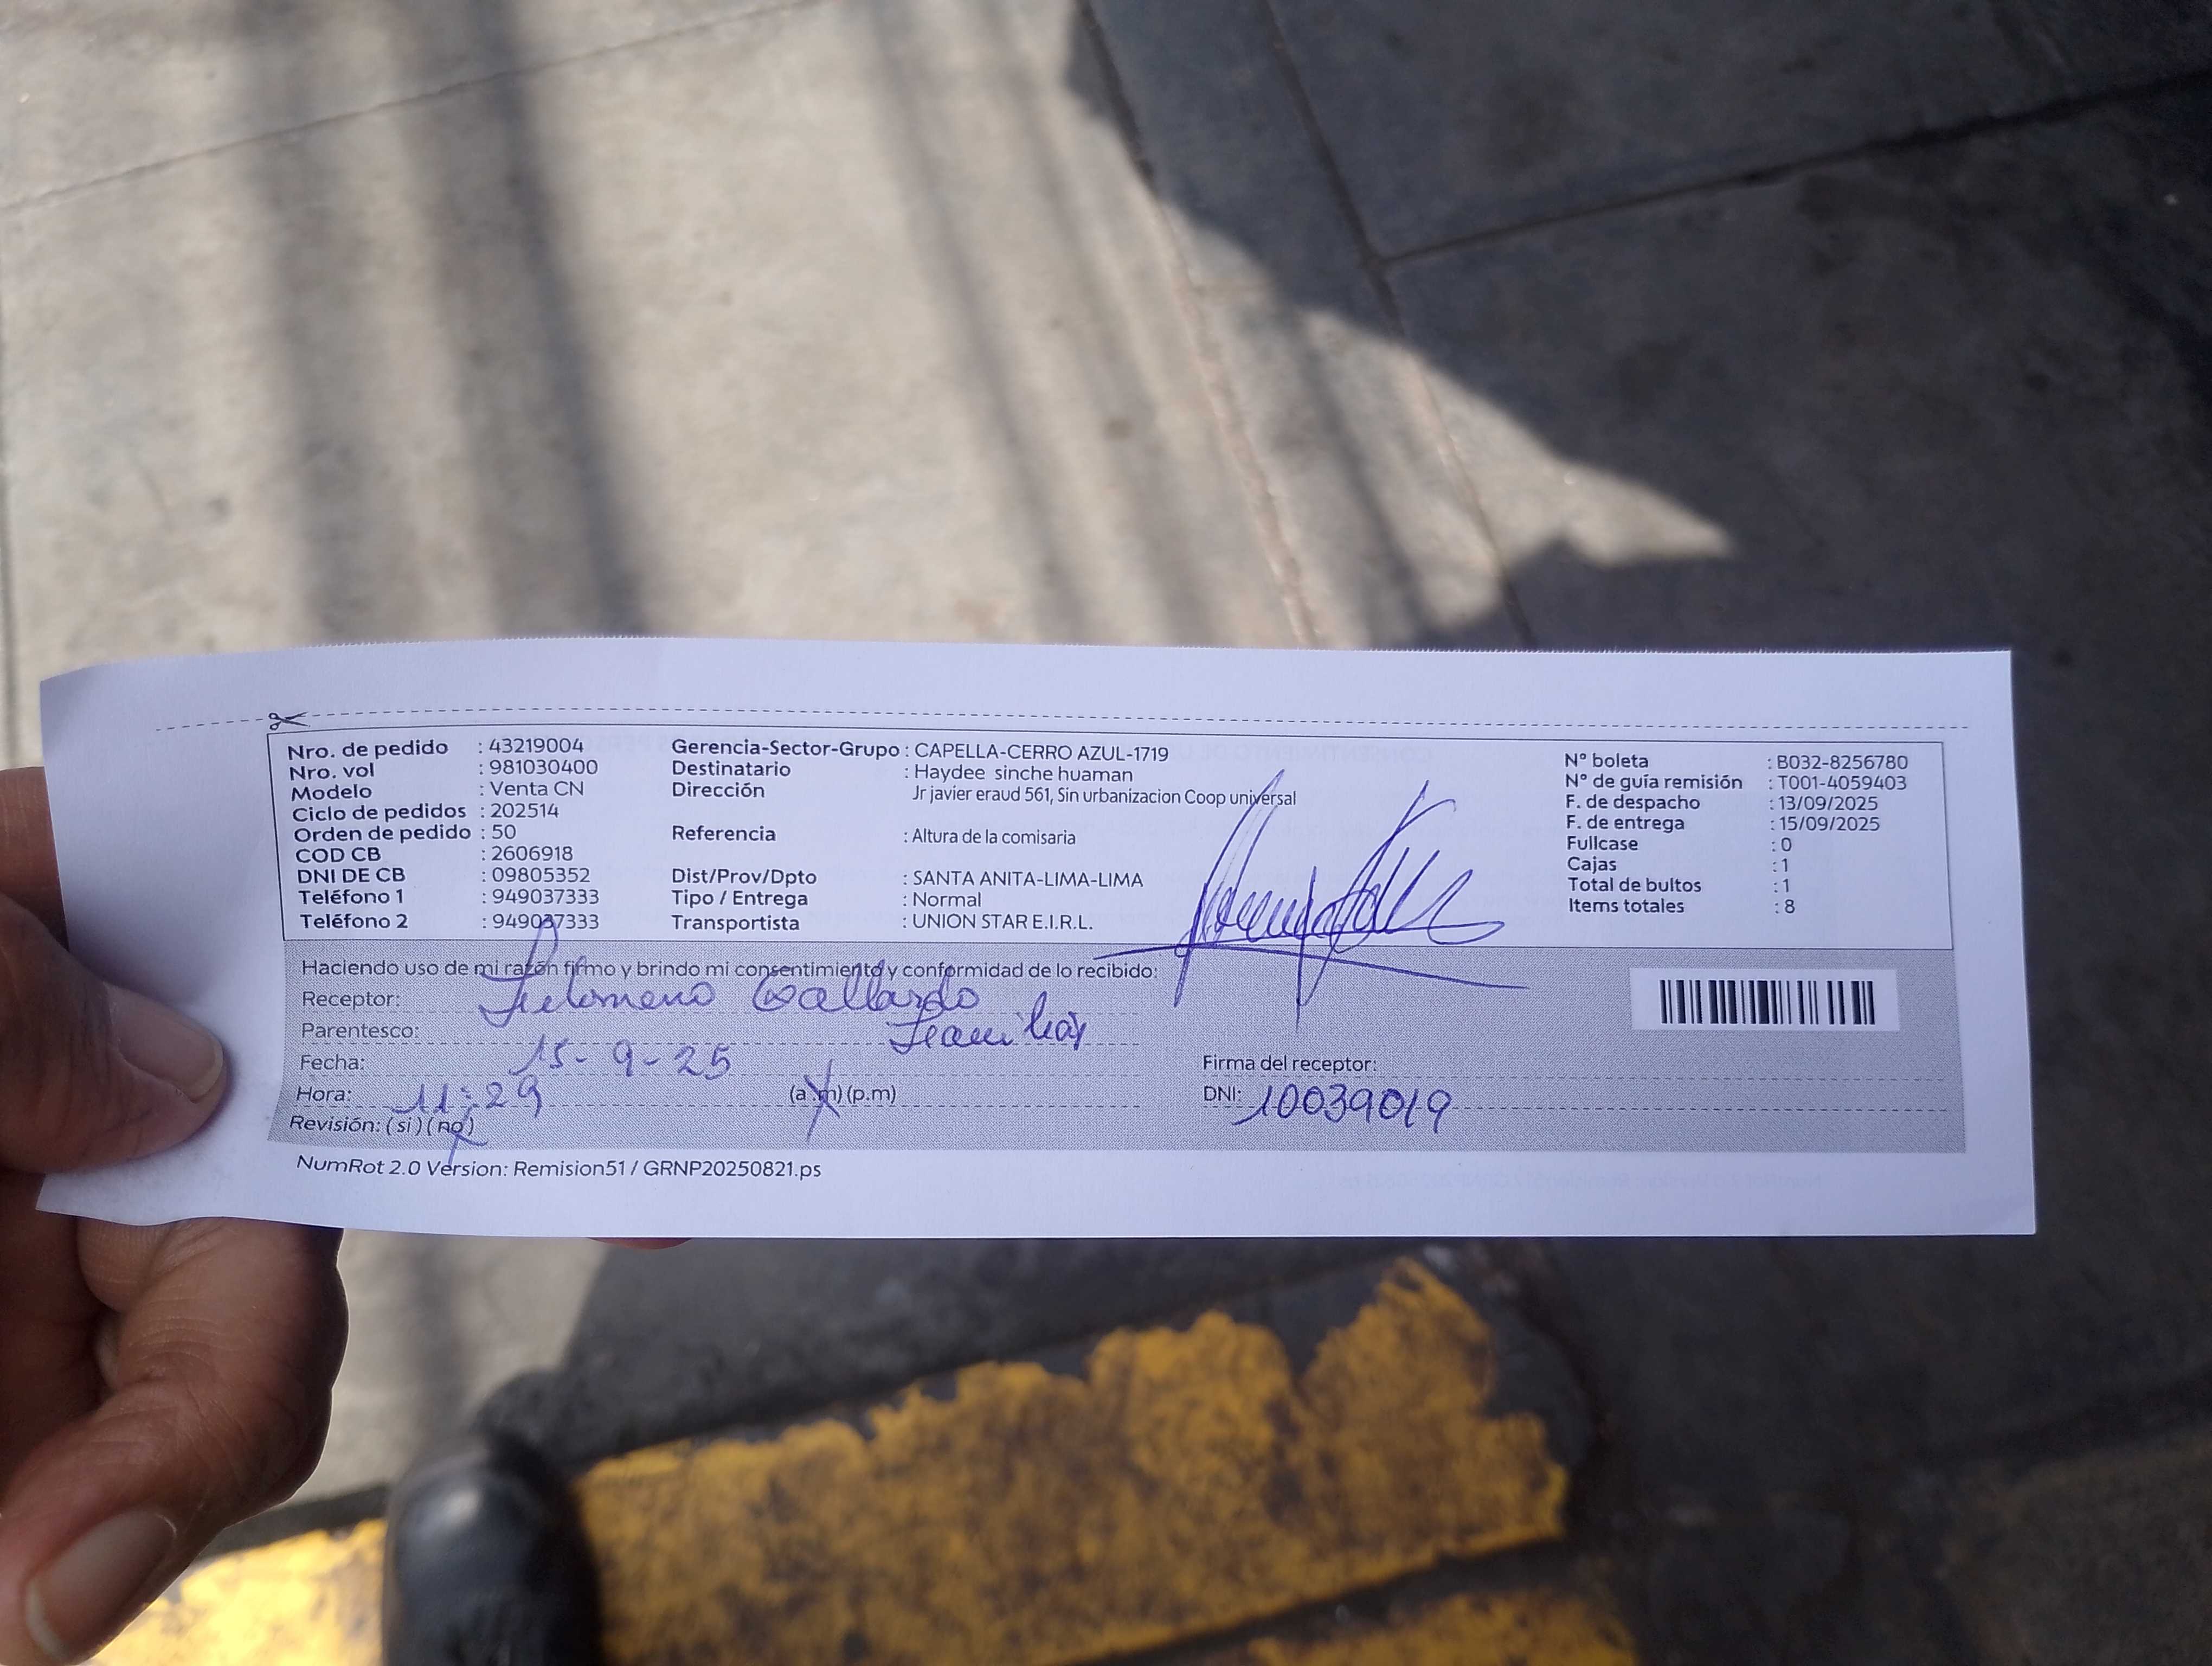 Nro. de pedido : 43219004
Nro. vol : 981030400
Modelo : Venta CN
Ciclo de pedidos : 202514
Orden de pedido : 50
COD CB : 2606918
DNI DE CB : 09805352
Teléfono 1 : 949037333
Teléfono 2 : 949037333
Gerencia-Sector-Grupo : CAPELLA-CERRO AZUL-1719
Destinatario : Haydee sinche huaman
Dirección Jr javier eraud 561, Sin urbanizacion Coop universal
Referencia : Altura de la comisaria
Dist/Prov/Dpto : SANTA ANITA-LIMA-LIMA
Tipo / Entrega : Normal
Transportista : UNION STAR E.I.R.L.
N° boleta : B032-8256780
N° de guía remisión : T001-4059403
F. de despacho : 13/09/2025
F. de entrega : 15/09/2025
Fullcase : 0
Cajas : 1
Total de bultos : 1
Items totales : 8
Haciendo uso de mi razón firmo y brindo mi consentimiento y conformidad de lo recibido:
Receptor: Filomeno Gallardo
Parentesco: Familiar
Fecha: 15-9-25
Hora: 11:29 (a.m) (p.m)
Revisión: (si) (no)
Firma del receptor:
DNI: 10039019
NumRot 2.0 Version: Remision51 / GRNP20250821.ps